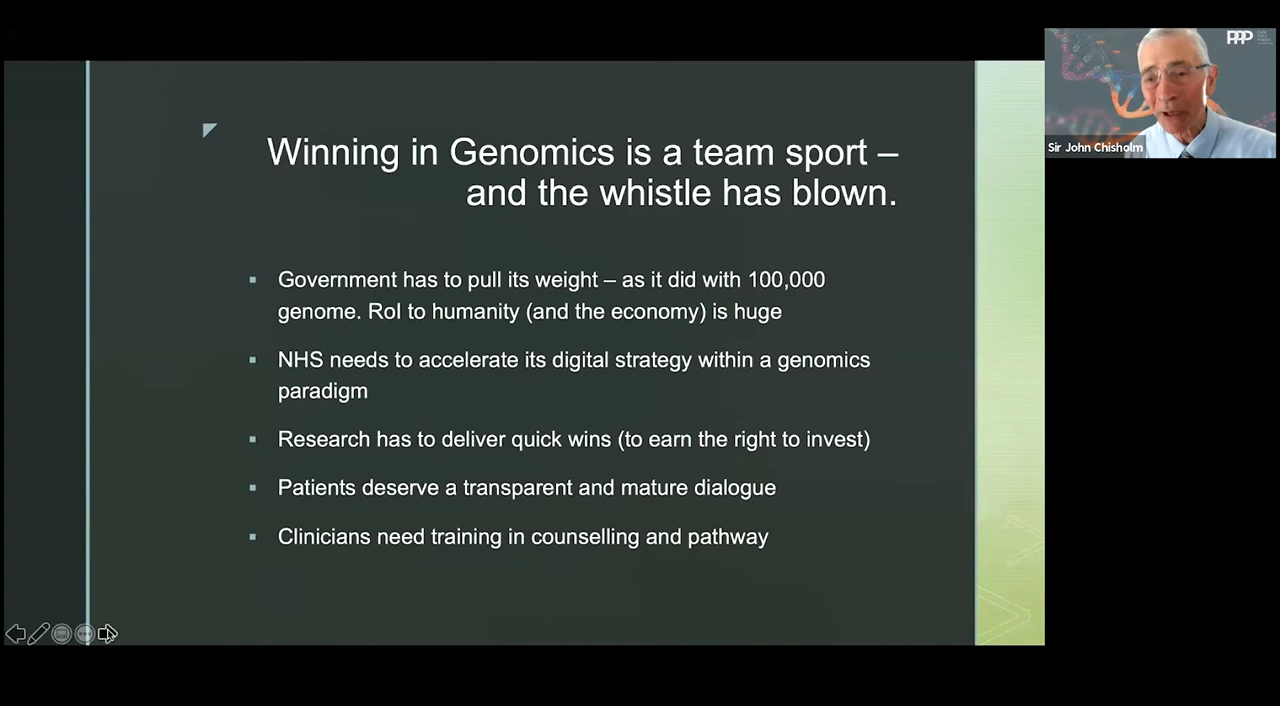 Winning in Genomics is a team sport –
and the whistle has blown.
▪ Government has to pull its weight – as it did with 100,000
genome. RoI to humanity (and the economy) is huge
▪ NHS needs to accelerate its digital strategy within a genomics
paradigm
▪ Research has to deliver quick wins (to earn the right to invest)
▪ Patients deserve a transparent and mature dialogue
▪ Clinicians need training in counselling and pathway
PPP
Sir John Chisholm